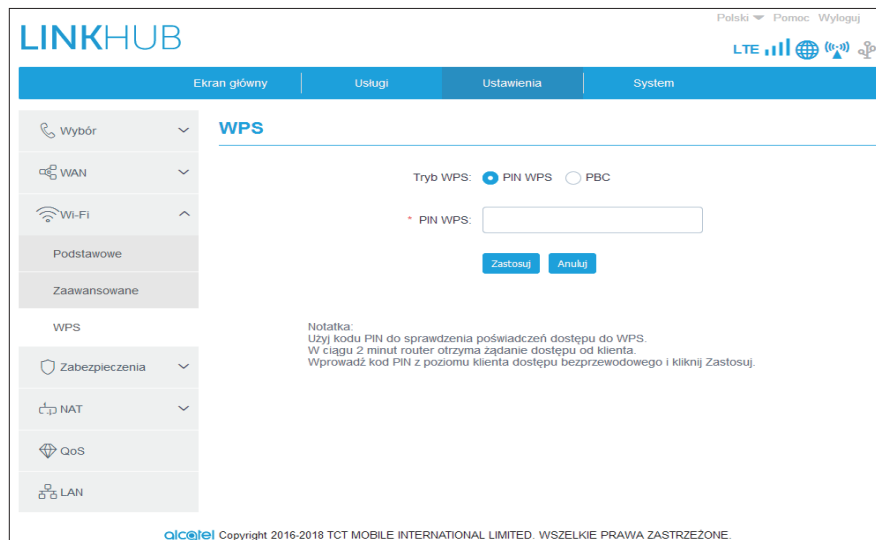 Polski Pomoc Wyloguj
LINKHUB
LTE
Ekran główny Usługi Ustawienia System
Wybór
WPS
WAN
Tryb WPS: PIN WPS PBC
Wi-Fi
* PIN WPS:
Podstawowe
Zastosuj Anuluj
Zaawansowane
WPS
Notatka:
Użyj kodu PIN do sprawdzenia poświadczeń dostępu do WPS.
W ciągu 2 minut router otrzyma żądanie dostępu od klienta.
Wprowadź kod PIN z poziomu klienta dostępu bezprzewodowego i kliknij Zastosuj.
Zabezpieczenia
NAT
QoS
LAN
alcatel Copyright 2016-2018 TCT MOBILE INTERNATIONAL LIMITED. WSZELKIE PRAWA ZASTRZEŻONE.